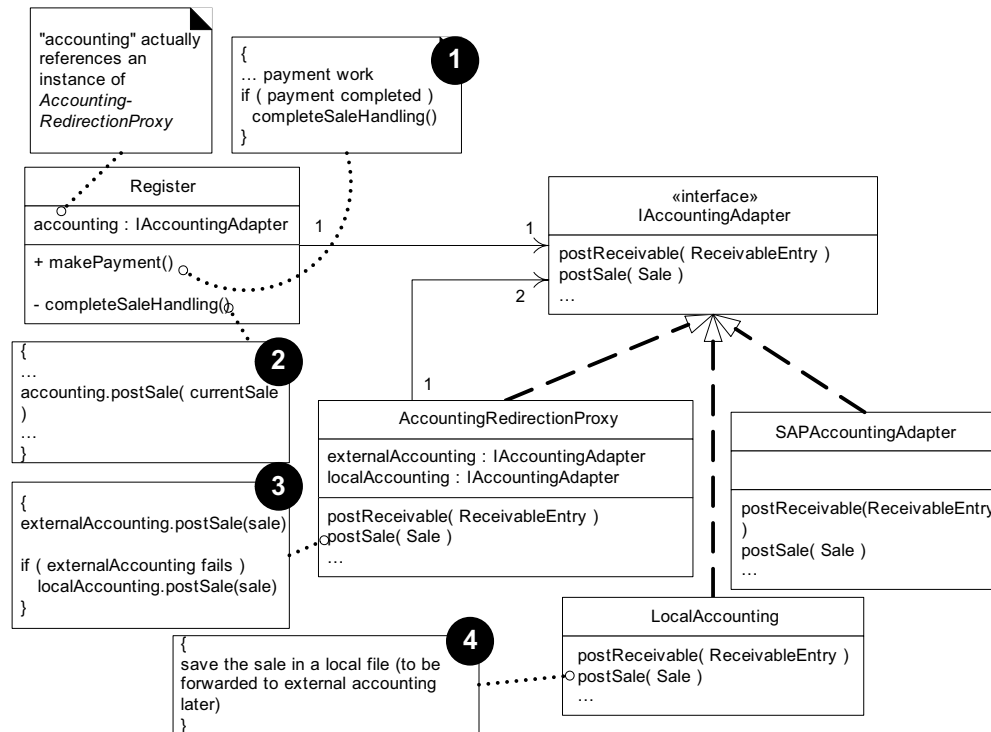 "accounting" actually
references an
instance of
Accounting-
RedirectionProxy
{
... payment work
if ( payment completed )
completeSaleHandling()
}
1
Register
accounting : IAccountingAdapter
+ makePayment()
- completeSaleHandling()
1
1
«interface»
IAccountingAdapter
postReceivable( ReceivableEntry )
postSale( Sale )
...
2
1
{
...
accounting.postSale( currentSale
)
...
}
2
AccountingRedirectionProxy
externalAccounting : IAccountingAdapter
localAccounting : IAccountingAdapter
postReceivable( ReceivableEntry )
postSale( Sale )
...
SAPAccountingAdapter
postReceivable(ReceivableEntry
)
postSale( Sale )
...
{
externalAccounting.postSale(sale)
if ( externalAccounting fails )
localAccounting.postSale(sale)
}
3
LocalAccounting
postReceivable( ReceivableEntry )
postSale( Sale )
...
{
save the sale in a local file (to be
forwarded to external accounting
later)
}
4